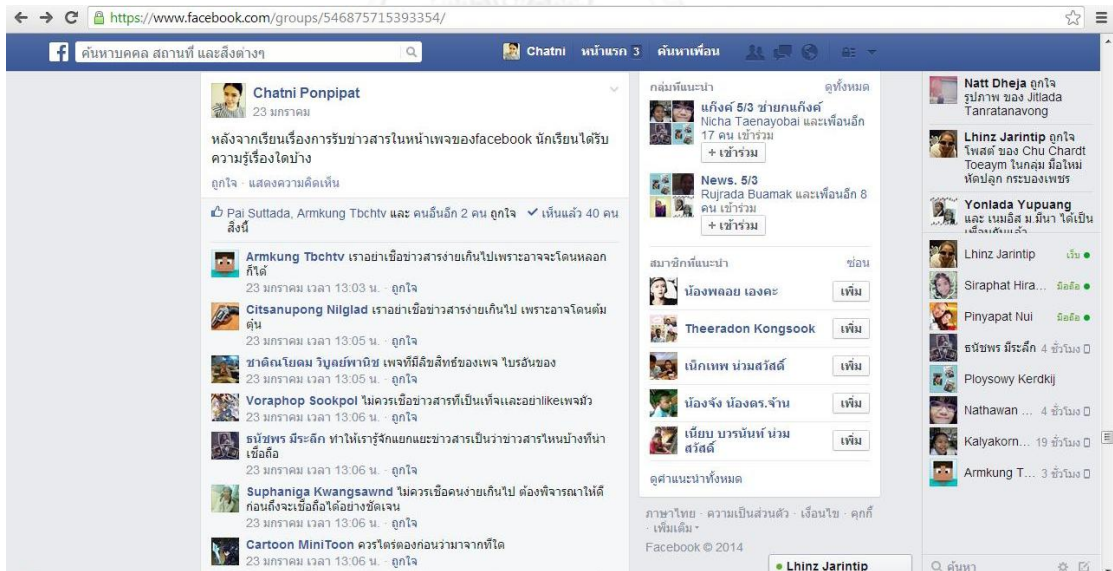 https://www.facebook.com/groups/546875715393354/
ค้นหาบุคคล สถานที่ และสิ่งต่างๆ
Chatni หน้าแรก 3 ค้นหาเพื่อน
Chatni Ponpipat
23 มกราคม
หลังจากเรียนเรื่องการรับข่าวสารในหน้าเพจของfacebook นักเรียนได้รับ
ความรู้เรื่องใดบ้าง
ถูกใจ · แสดงความคิดเห็น
Pai Suttada, Armkung Tbchtv และ คนอื่นอีก 2 คน ถูกใจ ✓ เห็นแล้ว 40 คน
สิ่งนี้
Armkung Tbchtv เราอย่าเชื่อข่าวสารง่ายเกินไปเพราะอาจจะโดนหลอก
ก็ได้
23 มกราคม เวลา 13:03 น. · ถูกใจ
Citsanupong Nilglad เราอย่าเชื่อข่าวสารง่ายเกินไป เพราะอาจโดนต้ม
ตุ๋น
23 มกราคม เวลา 13:05 น. · ถูกใจ
ชาติณโยดม วิบูลย์พานิช เพจที่มีลิขสิทธ์ของเพจ ไบรอันของ
23 มกราคม เวลา 13:05 น. · ถูกใจ
Voraphop Sookpol ไม่ควรเชื่อข่าวสารที่เป็นเท็จและอย่าlikeเพจมั่ว
23 มกราคม เวลา 13:06 น. · ถูกใจ
ธนัชพร มีระลึก ทำให้เรารู้จักแยกแยะข่าวสารเป็นว่าข่าวสารไหนบ้างที่น่า
เชื่อถือ
23 มกราคม เวลา 13:06 น. · ถูกใจ
Suphaniga Kwangsawnd ไม่ควรเชื่อคนง่ายเกินไป ต้องพิจารณาให้ดี
ก่อนถึงจะเชื่อถือได้อย่างชัดเจน
23 มกราคม เวลา 13:06 น. · ถูกใจ
Cartoon MiniToon ควรไตร่ตองก่อนว่ามาจากที่ใด
23 มกราคม เวลา 13:06 น. · ถูกใจ
กลุ่มที่แนะนำ ดูทั้งหมด
แก๊งค์ 5/3 ช่ายกแก๊งค์
Nicha Taenayobai และเพื่อนอีก
17 คน เข้าร่วม
+ เข้าร่วม
News. 5/3
Rujrada Buamak และเพื่อนอีก 8
คน เข้าร่วม
+ เข้าร่วม
สมาชิกที่แนะนำ ซ่อน
น้องพลอย เองคะ เพิ่ม
Theeradon Kongsook เพิ่ม
เน็กเทพ น่วมสวัสดิ์ เพิ่ม
น้องจัง น้องดร.จ้าน เพิ่ม
เนี๊ยบ บวรนันท์ น่วม
สวัสดิ์
เพิ่ม
ดูคำแนะนำทั้งหมด
ภาษาไทย · ความเป็นส่วนตัว · เงื่อนไข · คุกกี้
· เพิ่มเติม
Facebook © 2014
Lhinz Jarintip
Natt Dheja ถูกใจ
รูปภาพ ของ Jitlada
Tanratanavong
Lhinz Jarintip ถูกใจ
โพสต์ ของ Chu Chardt
Toeaym ในกลุ่ม มือใหม่
หัดปลูก กระบองเพชร
Yonlada Yupuang
และ เนมอิส ม.มีนา ได้เป็น
เพื่อนกันแล้ว
Lhinz Jarintip เว็บ
Siraphat Hira... มือถือ
Pinyapat Nui มือถือ
ธนัชพร มีระลึก 4 ชั่วโมง
Ploysowy Kerdkij
Nathawan ... 4 ชั่วโมง
Kalyakorn... 19 ชั่วโมง
Armkung T... 3 ชั่วโมง
ค้นหา